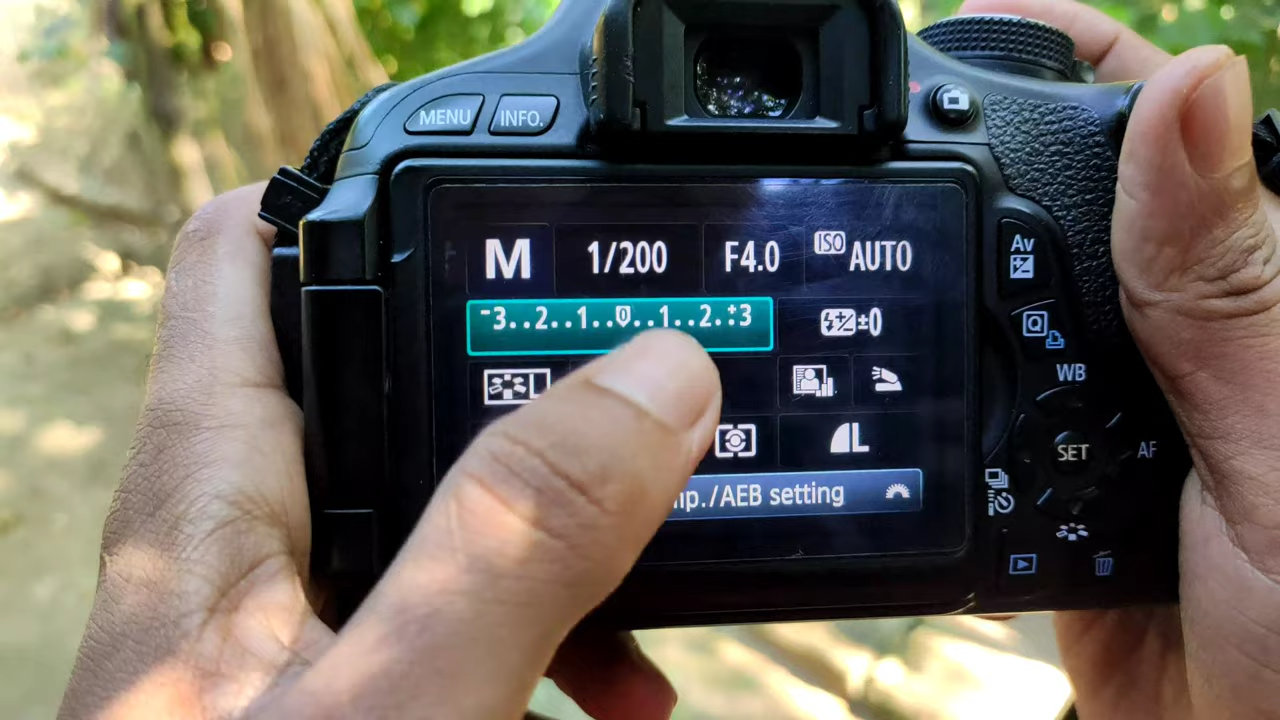 MENU INFO.
M 1/200 F4.0 ISO AUTO
-3..2..1..0..1..2.:+3 ±0
L
L
./AEB setting
Av
Q
WB
SET AF